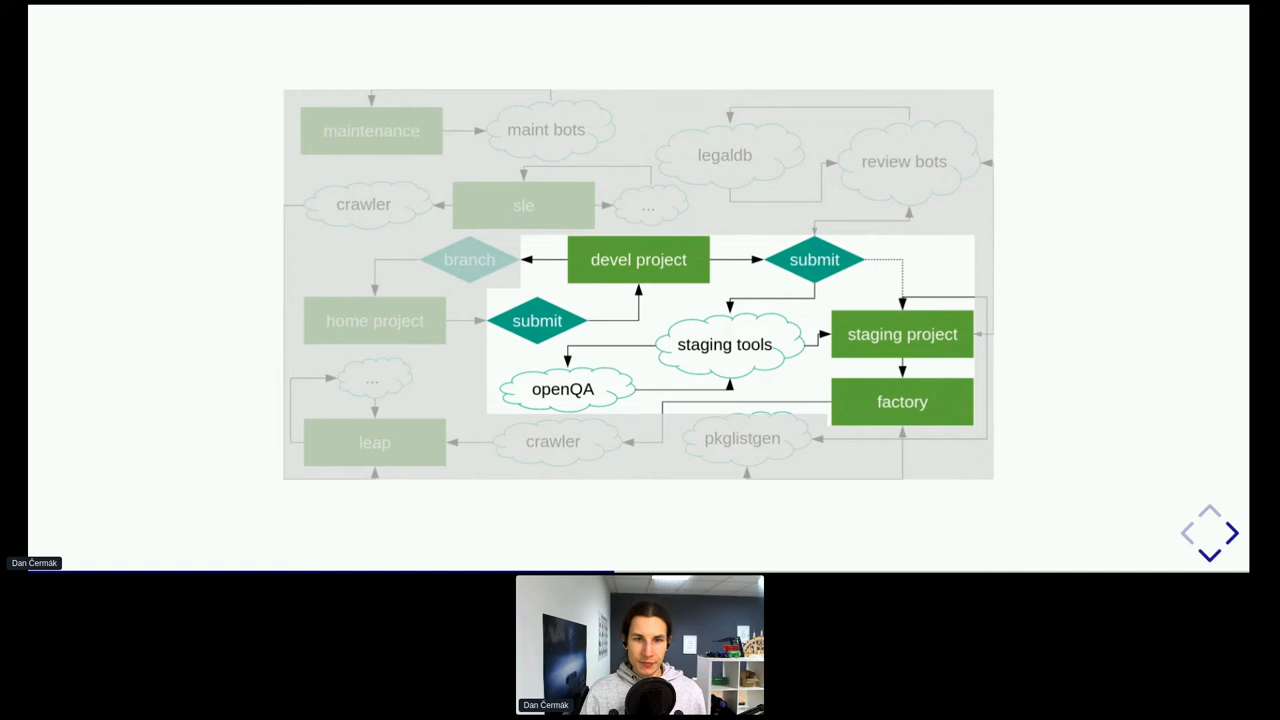 maintenance
maint bots
legaldb
review bots
crawler
sle
...
branch
devel project
submit
home project
submit
staging tools
staging project
...
openQA
factory
leap
crawler
pkglistgen
Dan Čermák
Dan Čermák